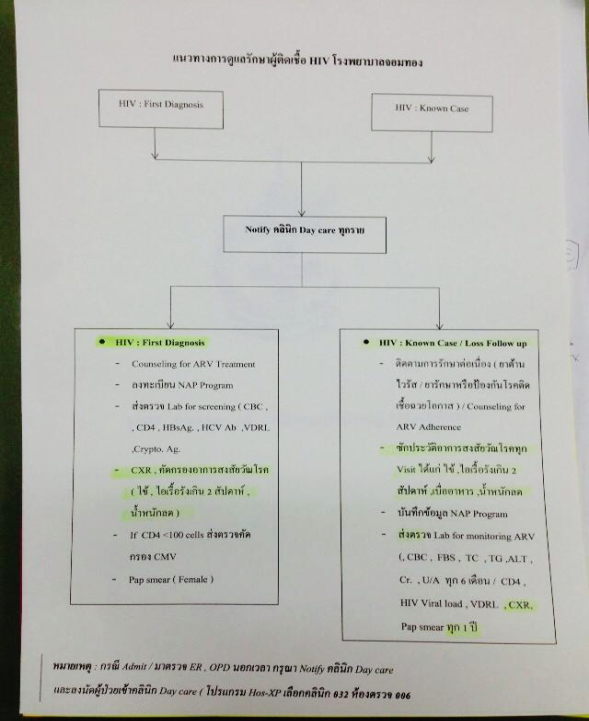 แนวทางการดูแลรักษาผู้ติดเชื้อ HIV โรงพยาบาลจอมทอง
HIV : First Diagnosis
HIV : Known Case
Notify คลินิก Day care ทุกราย
● HIV : First Diagnosis
- Counseling for ARV Treatment
- ลงทะเบียน NAP Program
- ส่งตรวจ Lab for screening ( CBC ,
, CD4 , HBsAg. , HCV Ab ,VDRL
,Crypto. Ag.
- CXR , คัดกรองอาการสงสัยวัณโรค
( ไข้ , ไอเรื้อรังเกิน 2 สัปดาห์ ,
น้ำหนักลด )
- If CD4 <100 cells ส่งตรวจคัด
กรอง CMV
- Pap smear ( Female )
● HIV : Known Case / Loss Follow up
- ติดตามการรักษาต่อเนื่อง ( ยาต้าน
ไวรัส / ยารักษาหรือป้องกันโรคติด
เชื้อฉวยโอกาส ) / Counseling for
ARV Adherence
- ซักประวัติอาการสงสัยวัณโรคทุก
Visit ได้แก่ ไข้ ,ไอเรื้อรังเกิน 2
สัปดาห์ ,เบื่ออาหาร ,น้ำหนักลด
- บันทึกข้อมูล NAP Program
- ส่งตรวจ Lab for monitoring ARV
(, CBC , FBS , TC , TG ,ALT ,
Cr. , U/A ทุก 6 เดือน / CD4 ,
HIV Viral load , VDRL , CXR,
Pap smear ทุก 1 ปี
หมายเหตุ : กรณี Admit / มาตรวจ ER , OPD นอกเวลา กรุณา Notify คลินิก Day care
และลงนัดผู้ป่วยเข้าคลินิก Day care ( โปรแกรม Hos-XP เลือกคลินิก 032 ห้องตรวจ 006